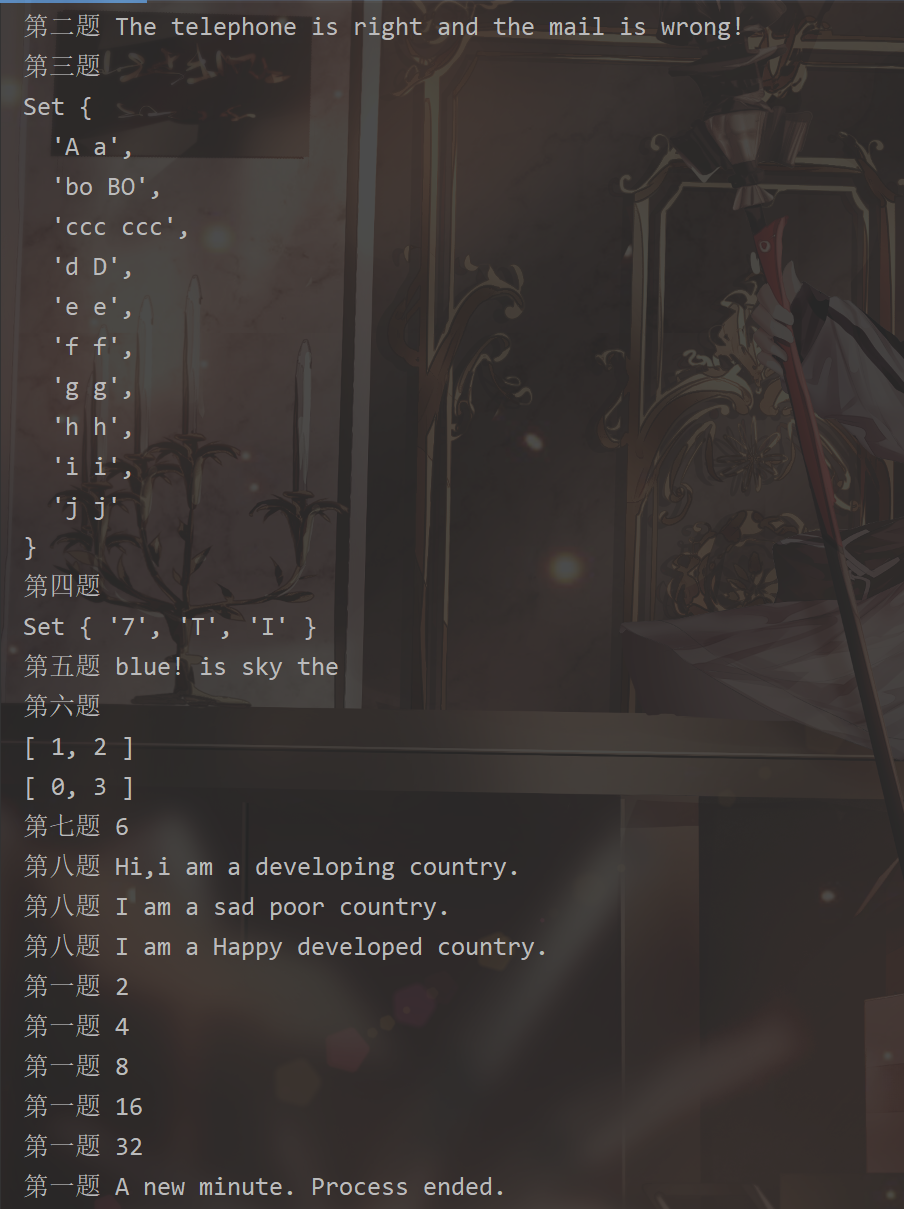 第二题 The telephone is right and the mail is wrong!
第三题
Set {
  'A a',
  'bo BO',
  'ccc ccc',
  'd D',
  'e e',
  'f f',
  'g g',
  'h h',
  'i i',
  'j j'
}
第四题
Set { '7', 'T', 'I' }
第五题 blue! is sky the
第六题
[ 1, 2 ]
[ 0, 3 ]
第七题 6
第八题 Hi,i am a developing country.
第八题 I am a sad poor country.
第八题 I am a Happy developed country.
第一题 2
第一题 4
第一题 8
第一题 16
第一题 32
第一题 A new minute. Process ended.